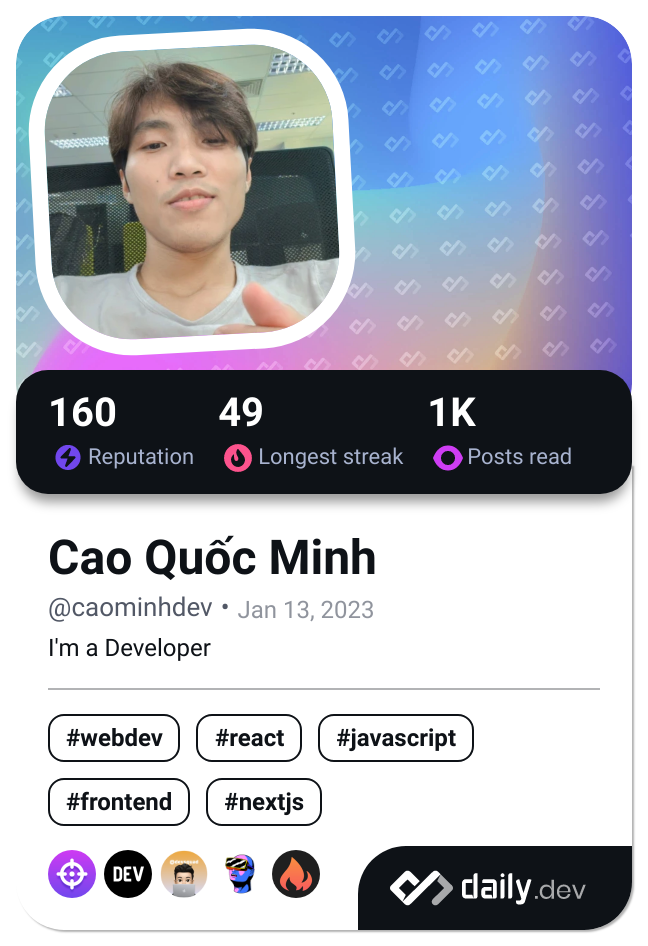 160 49 1K
Reputation Longest streak Posts read
Cao Quốc Minh
@caominhdev • Jan 13, 2023
I'm a Developer
#webdev #react #javascript
#frontend #nextjs
DEV
daily.dev